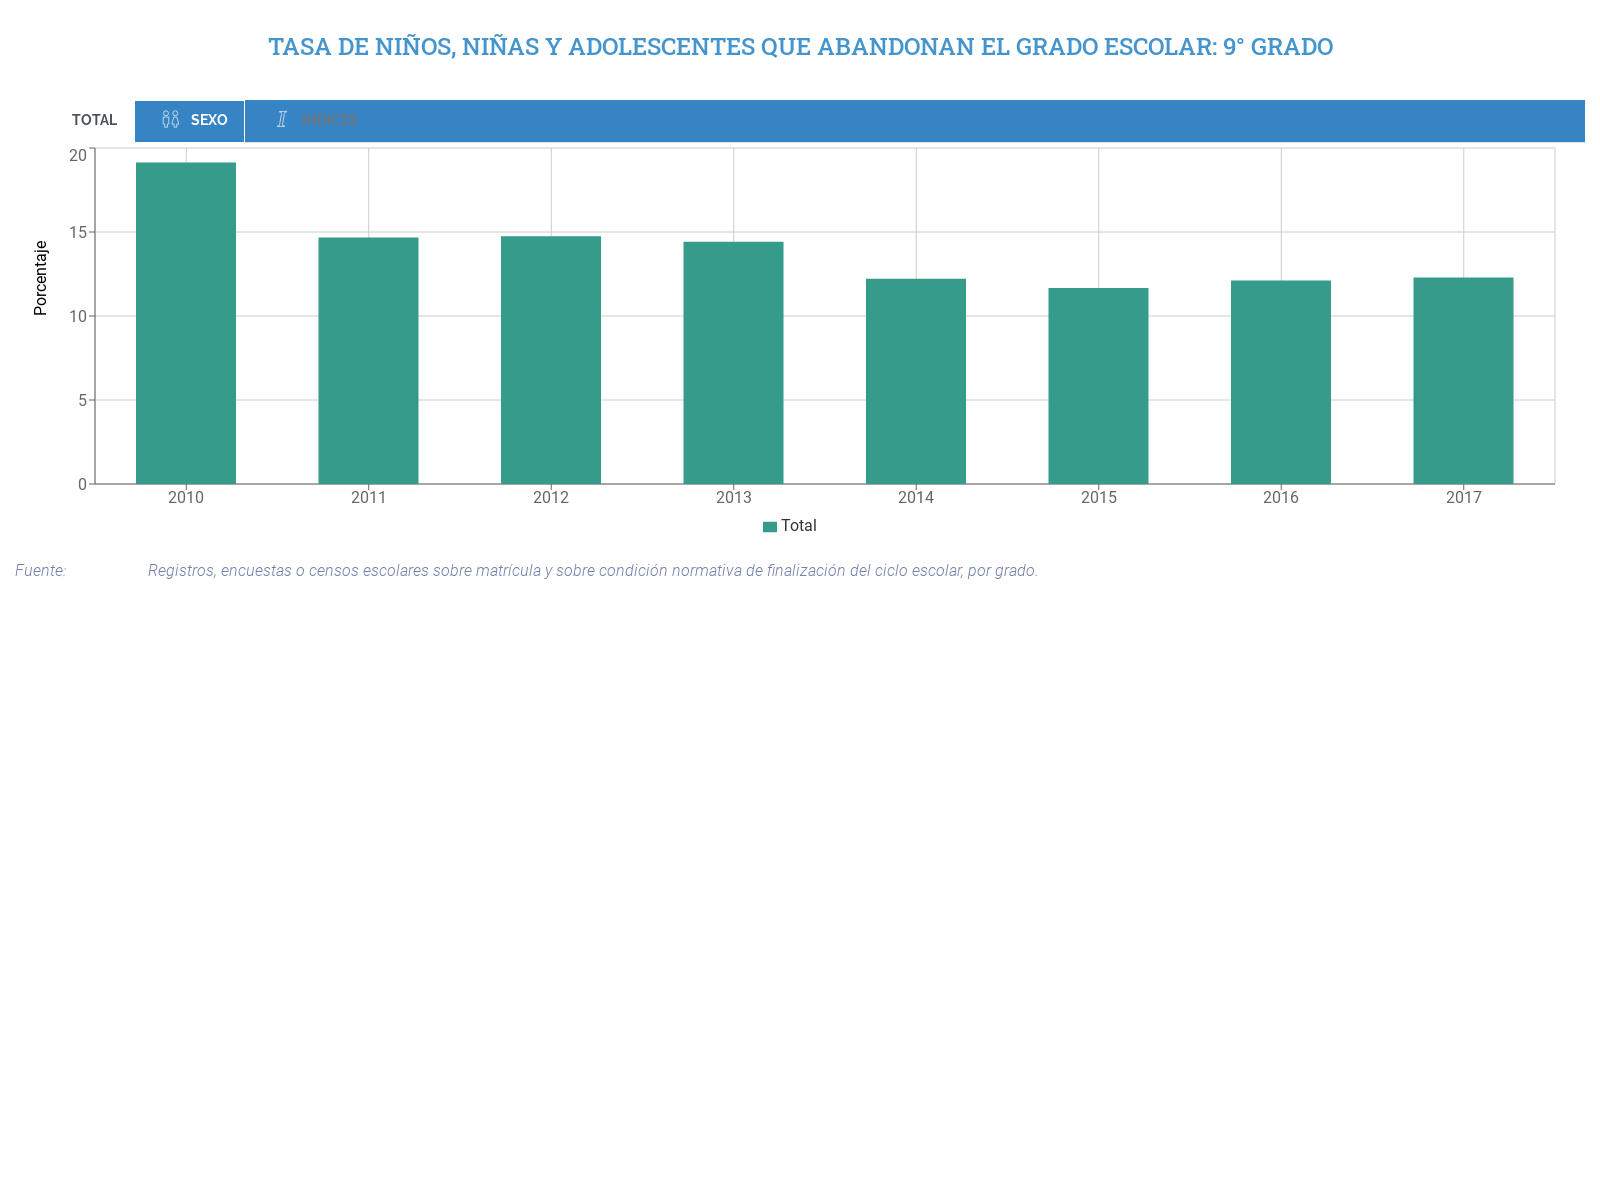 TASA DE NIÑOS, NIÑAS Y ADOLESCENTES QUE ABANDONAN EL GRADO ESCOLAR: 9° GRADO
TOTAL SEXO INDICES
20
15
10
5
0
Porcentaje
2010 2011 2012 2013 2014 2015 2016 2017
Total
Fuente: Registros, encuestas o censos escolares sobre matrícula y sobre condición normativa de finalización del ciclo escolar, por grado.